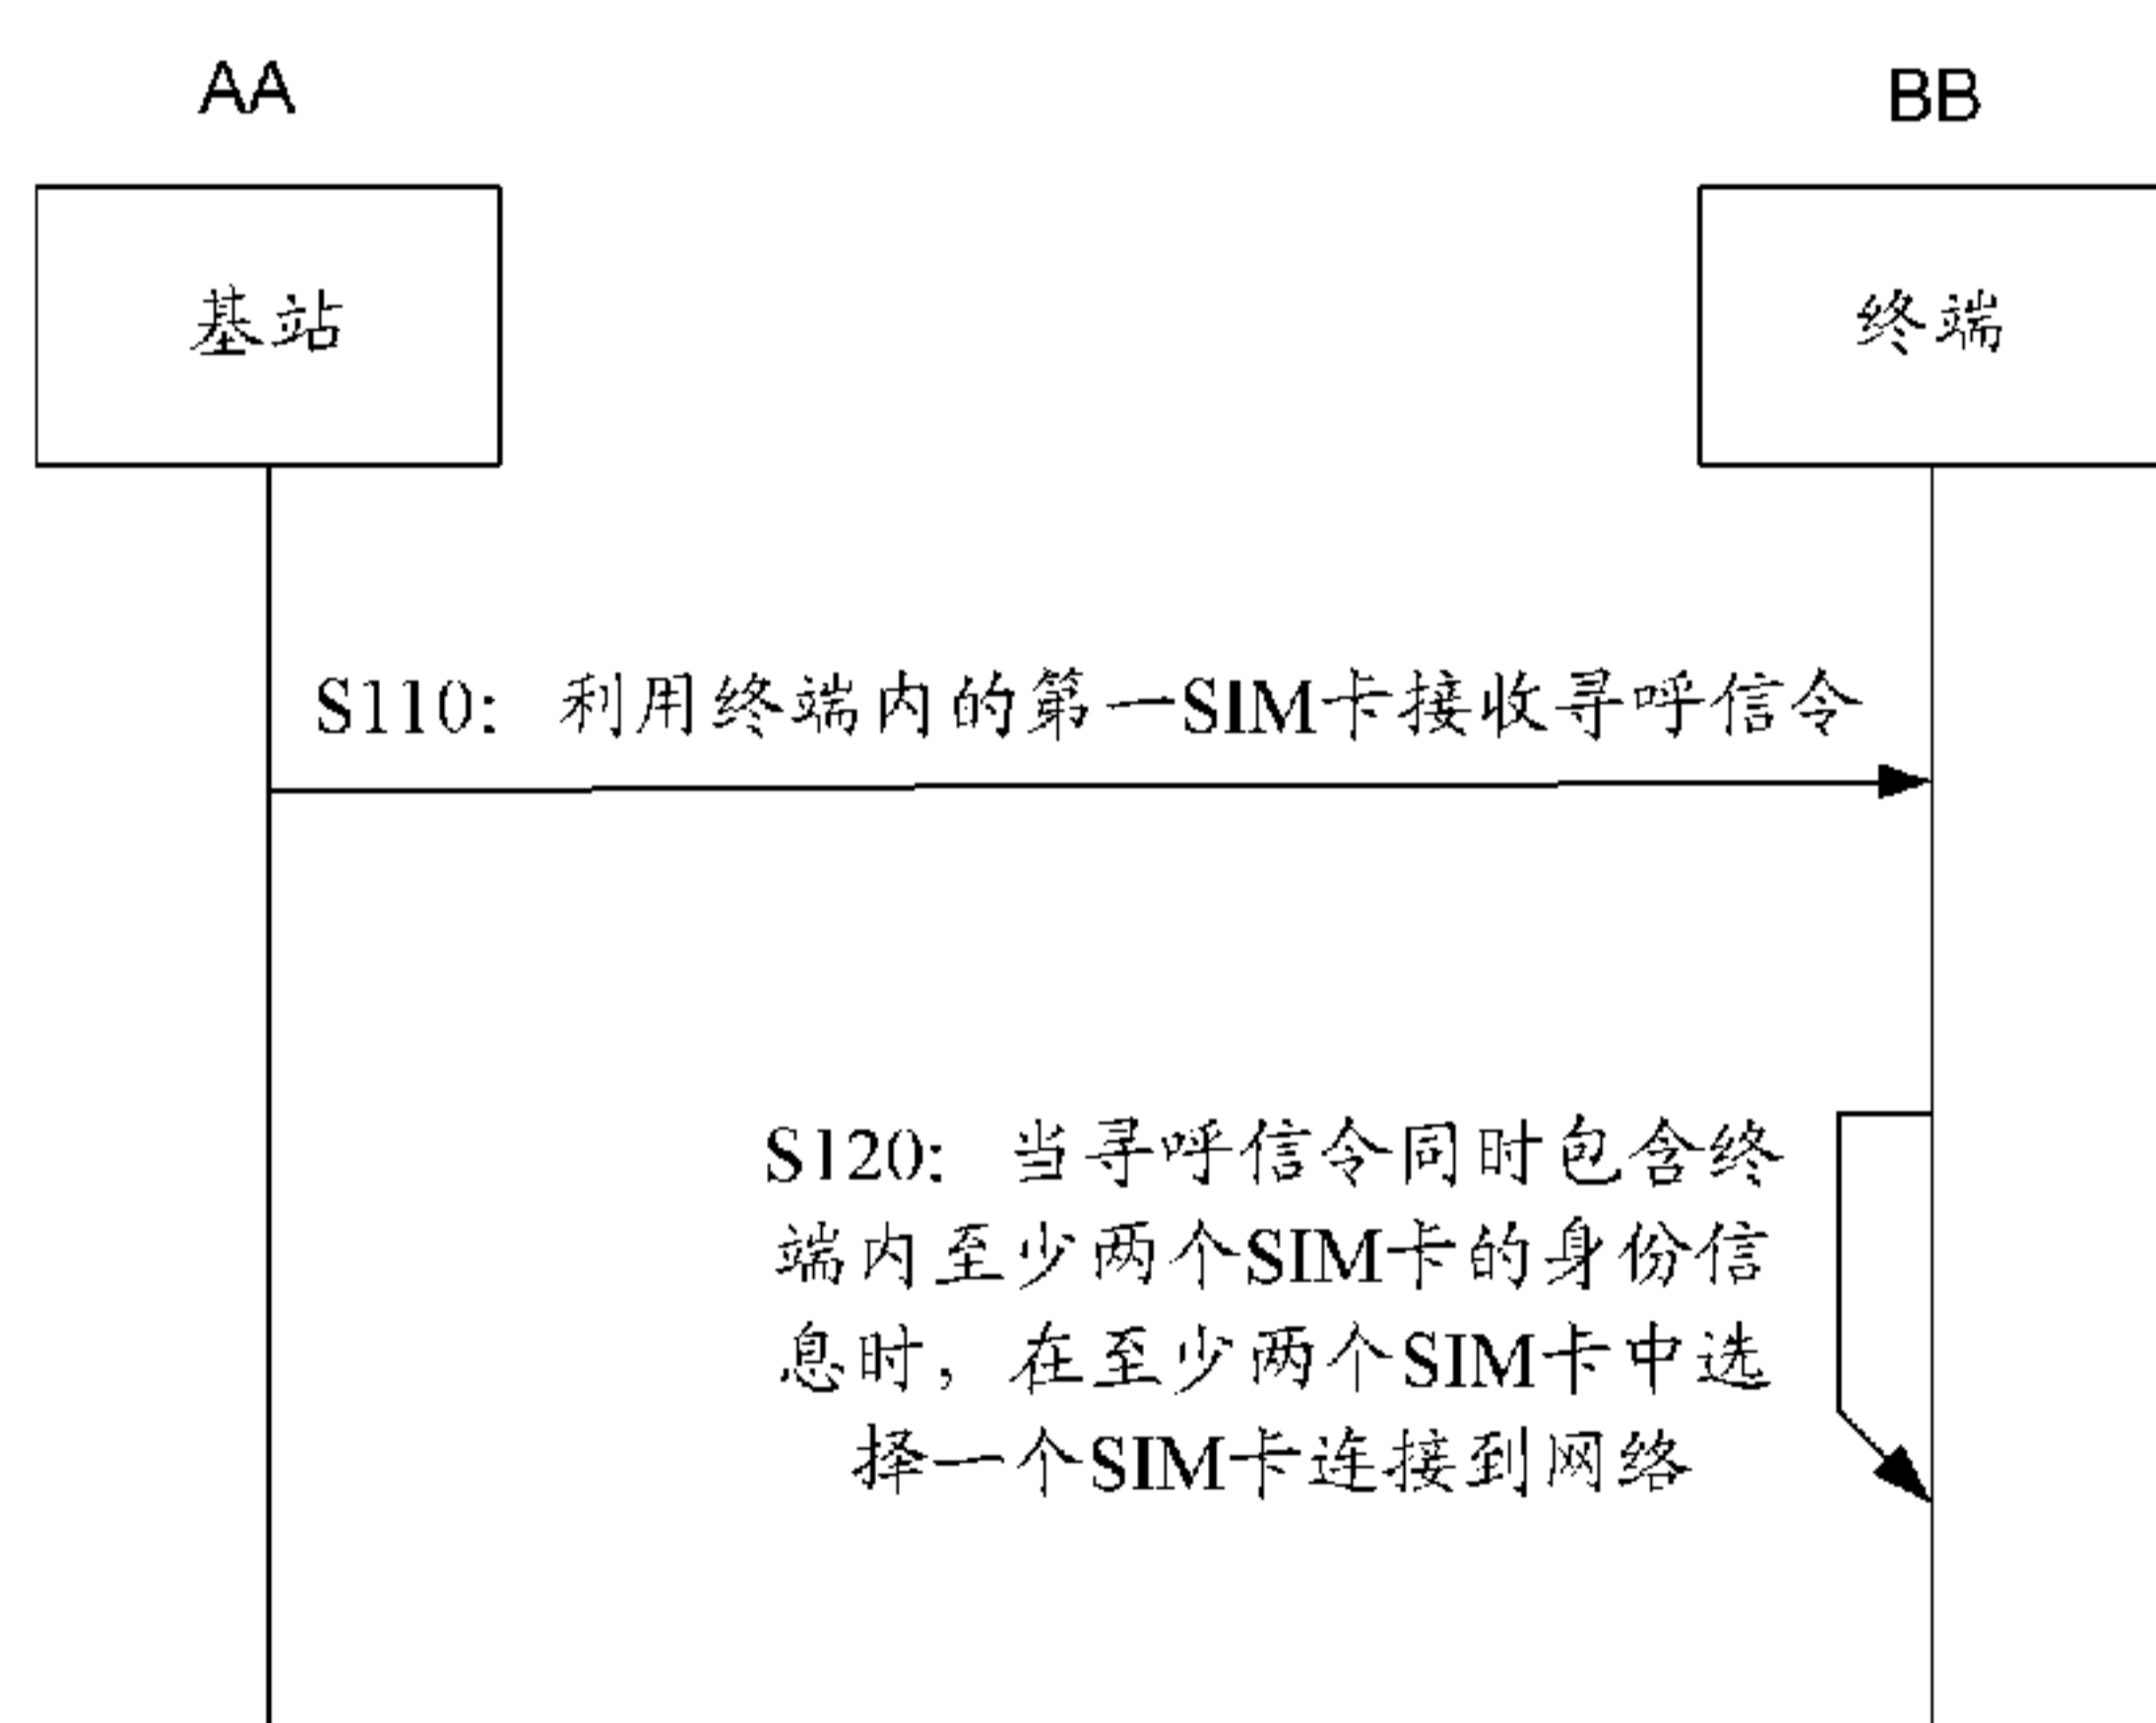 AA
BB
基站
终端
S110: 利用终端内的第一SIM卡接收寻呼信令
S120: 当寻呼信令同时包含终
端内至少两个SIM卡的身份信
息时，在至少两个SIM卡中选
择一个SIM卡连接到网络